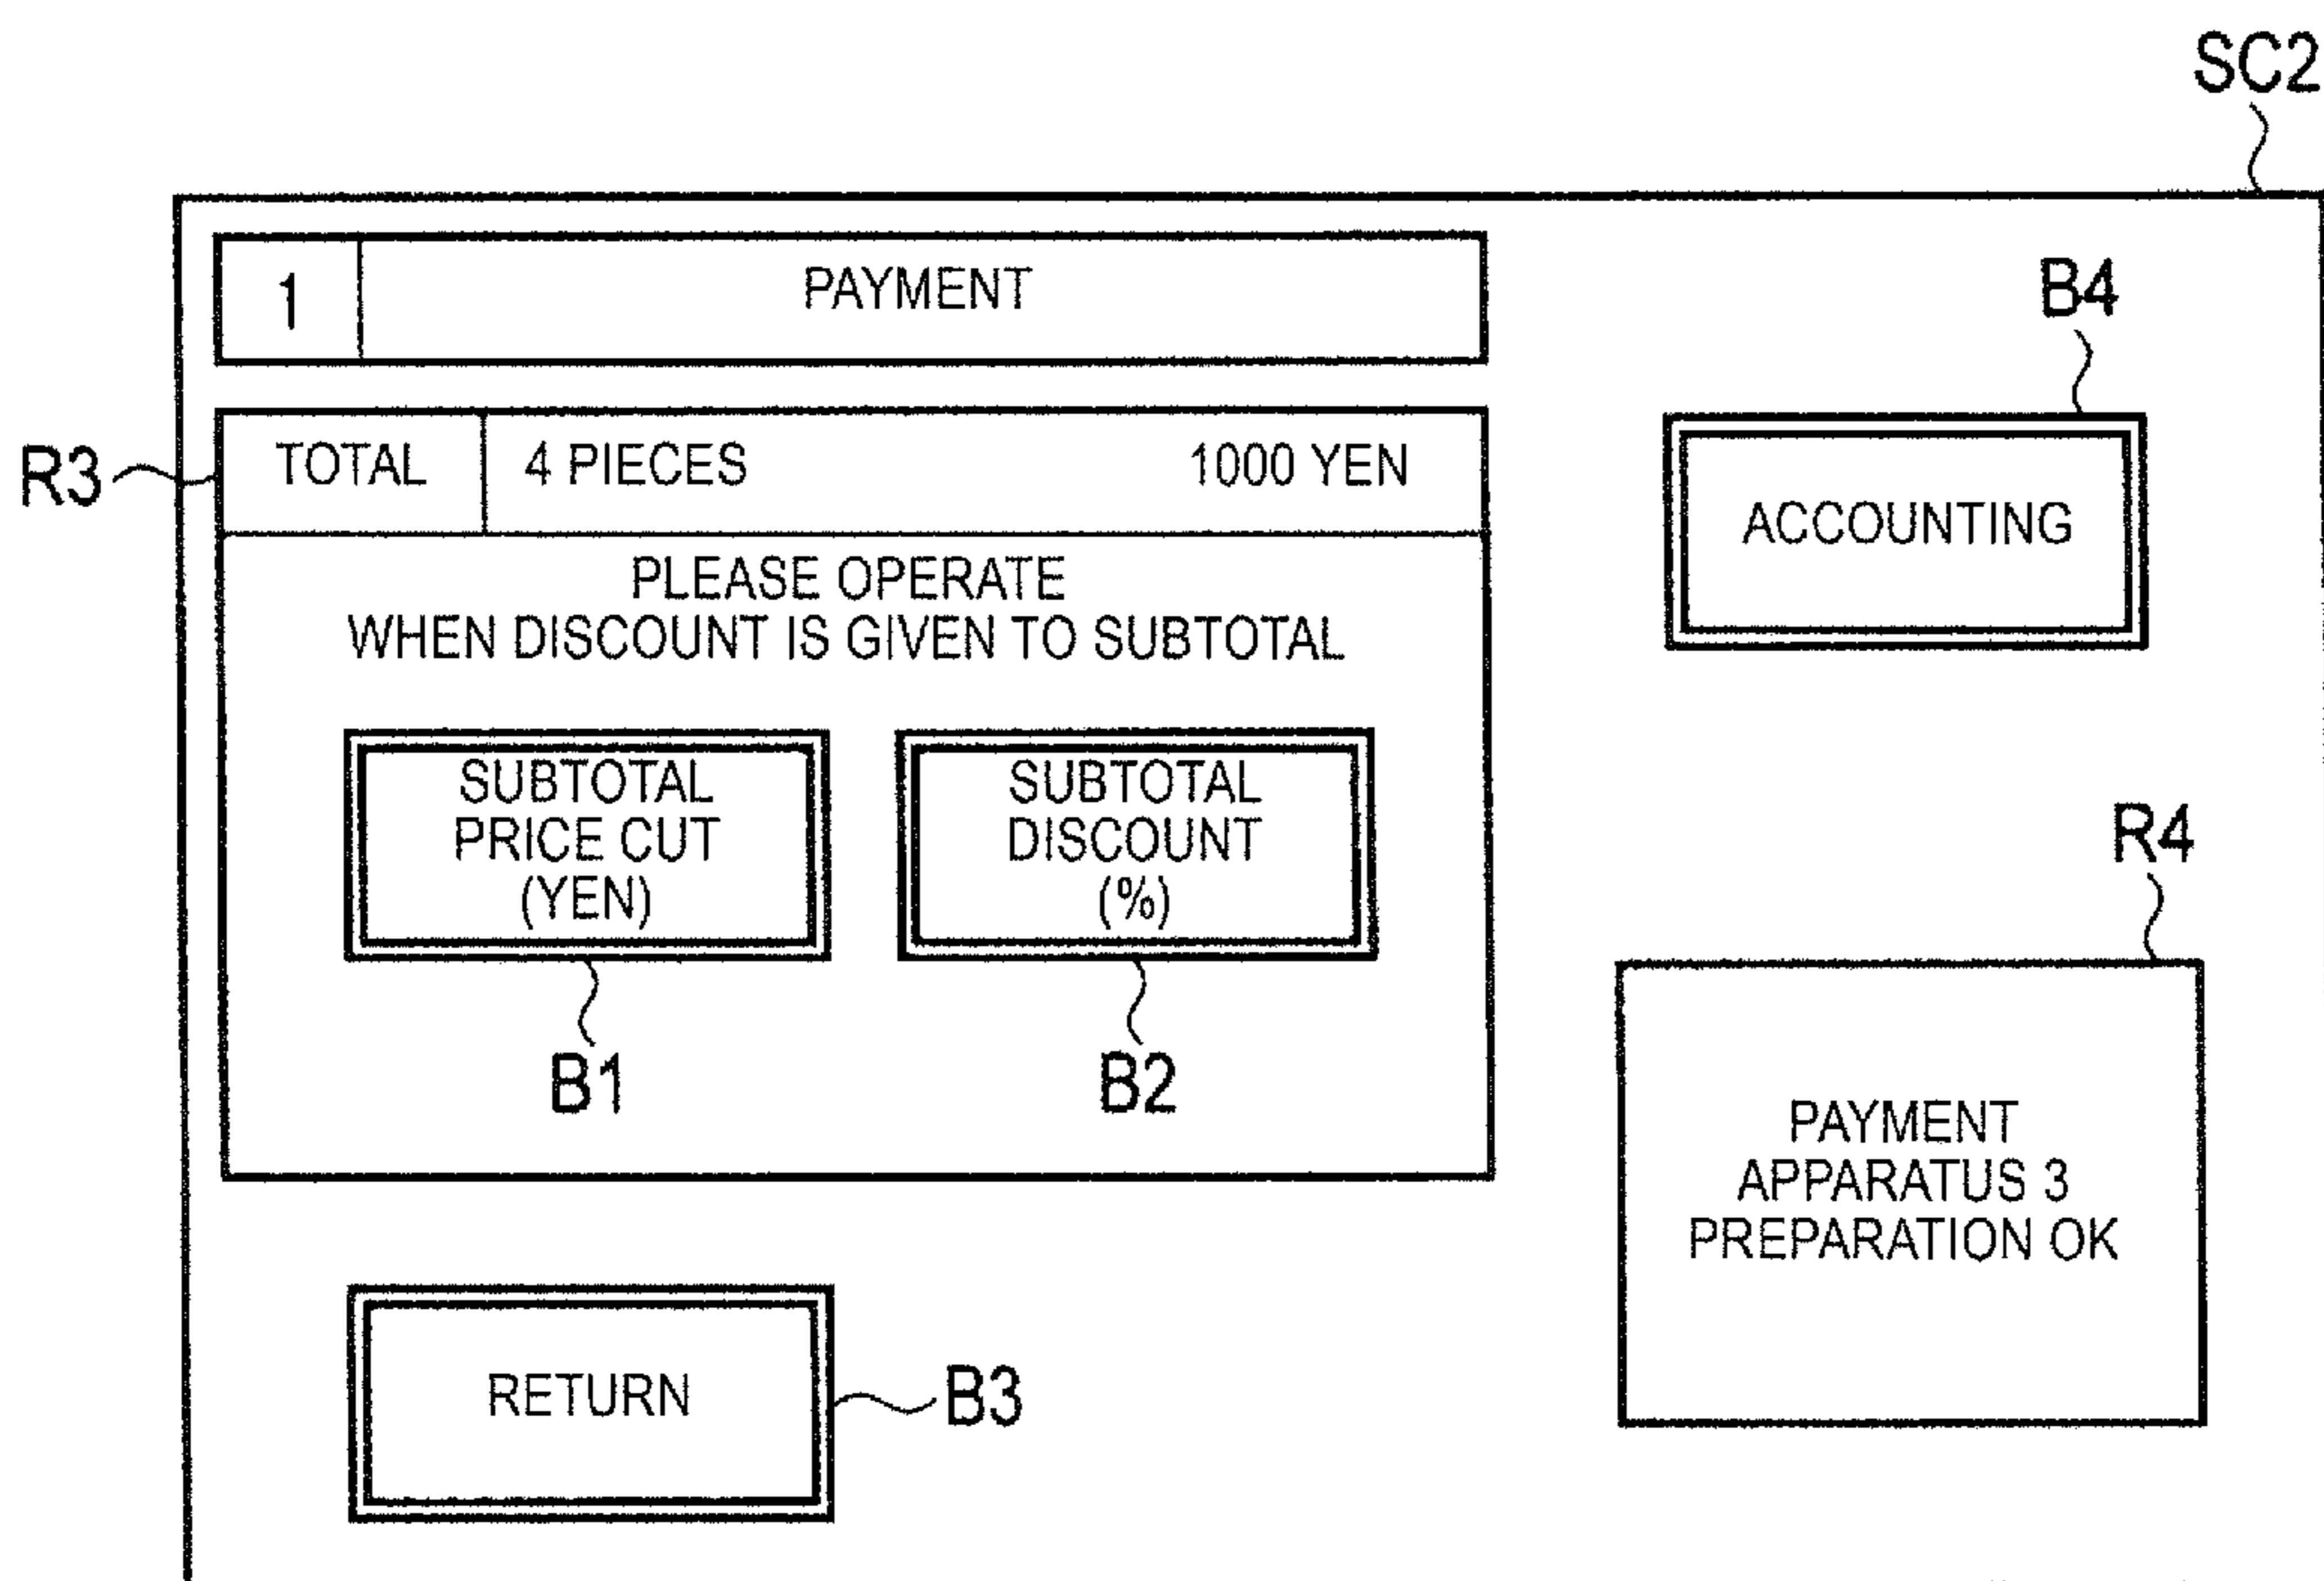 SC2
1 PAYMENT
B4
R3
TOTAL 4 PIECES 1000 YEN
ACCOUNTING
PLEASE OPERATE
WHEN DISCOUNT IS GIVEN TO SUBTOTAL
SUBTOTAL
PRICE CUT
(YEN)
SUBTOTAL
DISCOUNT
(%)
B1
B2
R4
PAYMENT
APPARATUS 3
PREPARATION OK
RETURN
B3